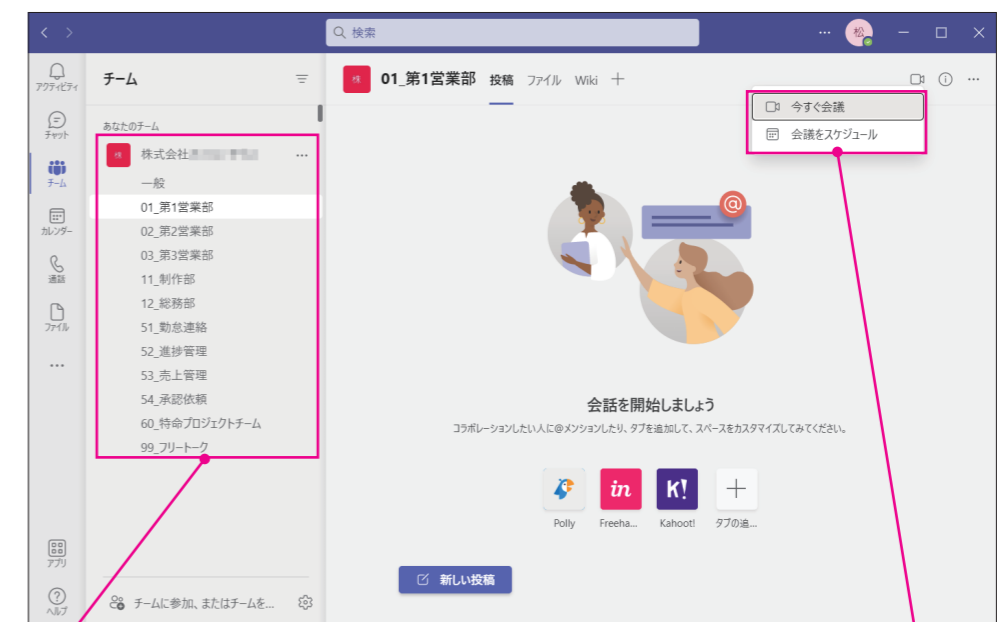 検索
松
アクティビティ
チャット
チーム
カレンダー
通話
ファイル
アプリ
ヘルプ
チーム
あなたのチーム
株 株式会社
一般
01_第1営業部
02_第2営業部
03_第3営業部
11_制作部
12_総務部
51_勤怠連絡
52_進捗管理
53_売上管理
54_承認依頼
60_特命プロジェクトチーム
99_フリートーク
チームに参加、またはチームを...
株 01_第1営業部 投稿 ファイル Wiki
今すぐ会議
会議をスケジュール
@
会話を開始しましょう
コラボレーションしたい人に@メンションしたり、タブを追加して、スペースをカスタマイズしてみてください。
in K!
Polly Freeha... Kahoot! タブの追...
新しい投稿